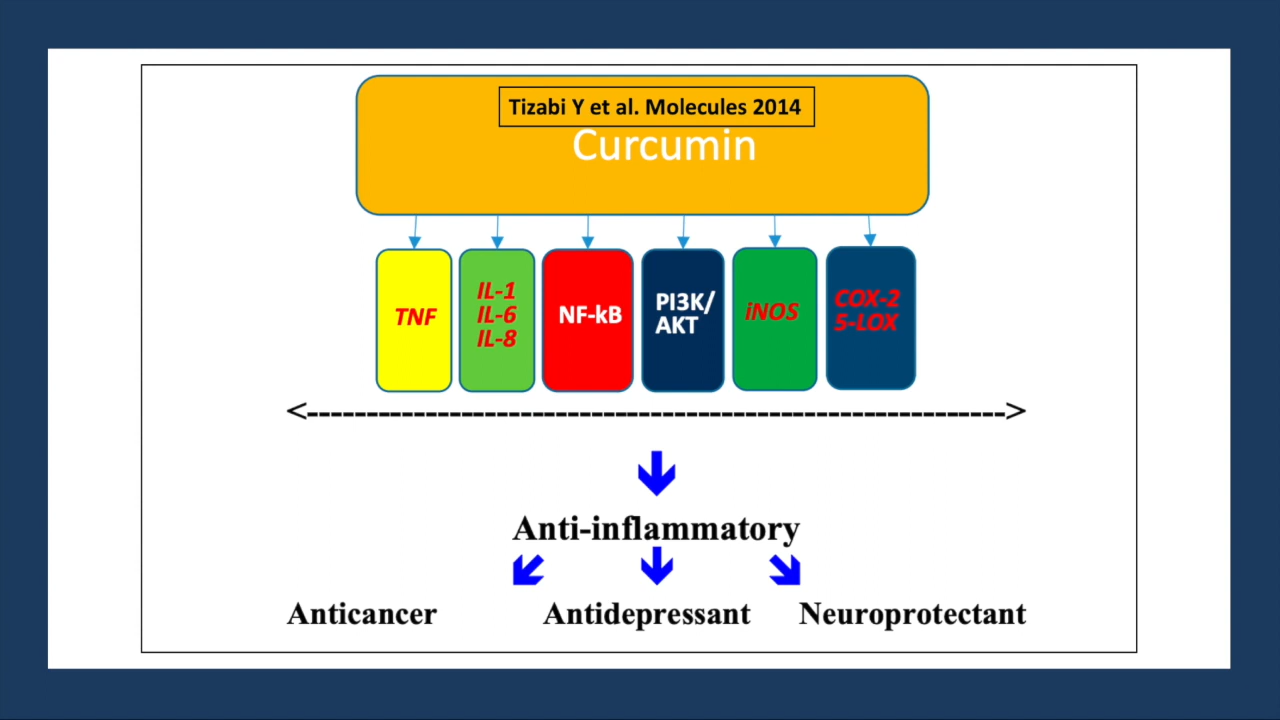 Tizabi Y et al. Molecules 2014
Curcumin
TNF
IL-1
IL-6
IL-8
NF-kB
PI3K/
AKT
iNOS
COX-2
5-LOX
<----------------------------------------------------------->
Anti-inflammatory
Anticancer Antidepressant Neuroprotectant